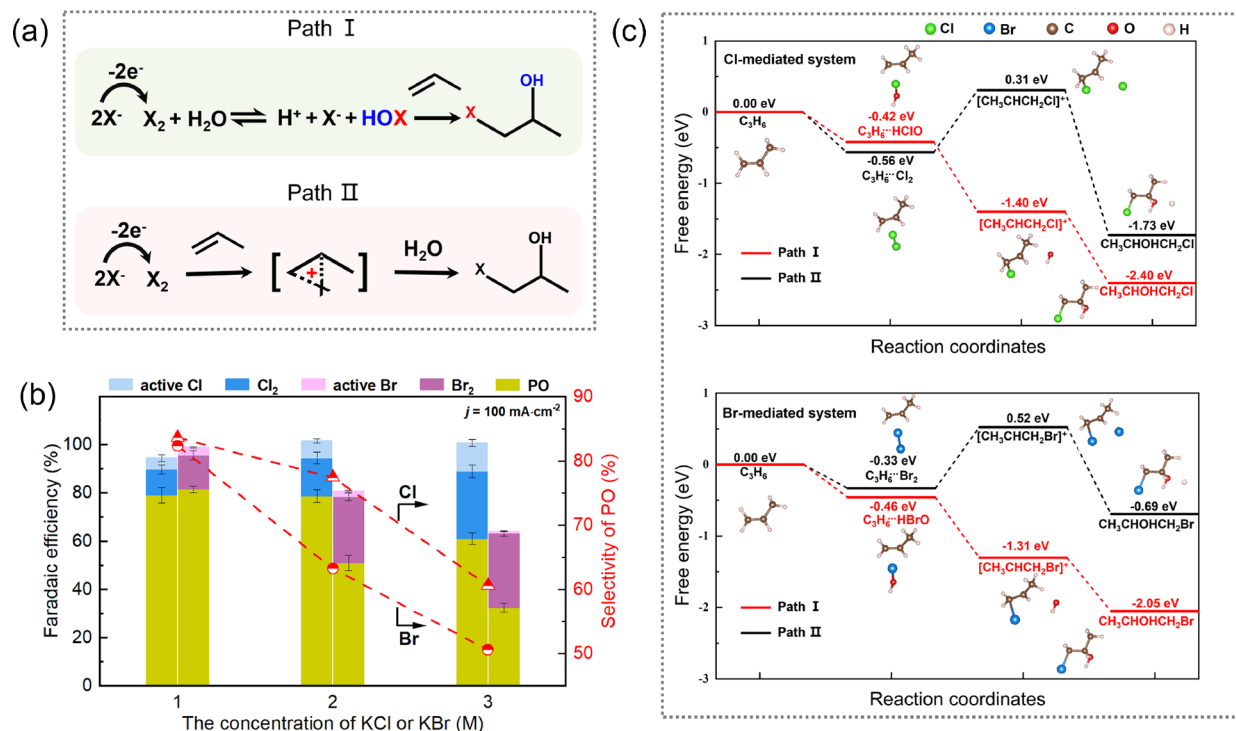 (a)
Path Ⅰ
-2e⁻
OH
2X⁻ X₂ + H₂O ⇌ H⁺ + X⁻ + HOX X
Path Ⅱ
-2e⁻
H₂O
OH
2X⁻ X₂ [ + ] X
(b)
active Cl Cl₂ active Br Br₂ PO
j = 100 mA·cm⁻²
Faradaic efficiency (%)
0
20
40
60
80
100
Selectivity of PO (%)
50
60
70
80
90
Cl
Br
1 2 3
The concentration of KCl or KBr (M)
(c)
Cl Br C O H
Cl-mediated system
Free energy (eV)
1
0
-1
-2
-3
0.00 eV
C₃H₆
-0.42 eV
C₃H₆···HClO
-0.56 eV
C₃H₆···Cl₂
0.31 eV
[CH₃CHCH₂Cl]⁺
-1.40 eV
[CH₃CHCH₂Cl]⁺
-1.73 eV
CH₃CHOHCH₂Cl
-2.40 eV
CH₃CHOHCH₂Cl
Path Ⅰ
Path Ⅱ
Reaction coordinates
Br-mediated system
Free energy (eV)
1
0
-1
-2
-3
0.00 eV
C₃H₆
-0.33 eV
C₃H₆···Br₂
-0.46 eV
C₃H₆···HBrO
0.52 eV
[CH₃CHCH₂Br]⁺
-0.69 eV
CH₃CHOHCH₂Br
-1.31 eV
[CH₃CHCH₂Br]⁺
-2.05 eV
CH₃CHOHCH₂Br
Path Ⅰ
Path Ⅱ
Reaction coordinates